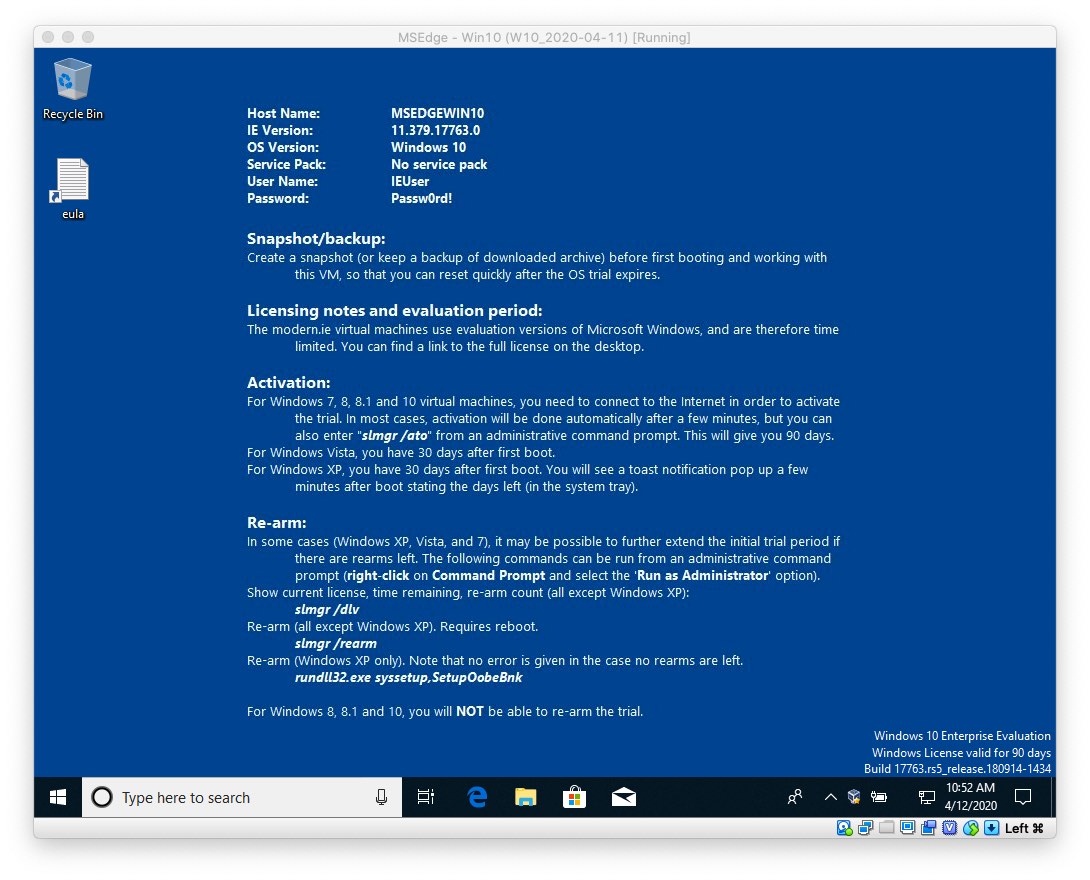 MSEdge - Win10 (W10_2020-04-11) [Running]
Recycle Bin
eula
Host Name: MSEDGEWIN10
IE Version: 11.379.17763.0
OS Version: Windows 10
Service Pack: No service pack
User Name: IEUser
Password: Passw0rd!
Snapshot/backup:
Create a snapshot (or keep a backup of downloaded archive) before first booting and working with
this VM, so that you can reset quickly after the OS trial expires.
Licensing notes and evaluation period:
The modern.ie virtual machines use evaluation versions of Microsoft Windows, and are therefore time
limited. You can find a link to the full license on the desktop.
Activation:
For Windows 7, 8, 8.1 and 10 virtual machines, you need to connect to the Internet in order to activate
the trial. In most cases, activation will be done automatically after a few minutes, but you can
also enter "slmgr /ato" from an administrative command prompt. This will give you 90 days.
For Windows Vista, you have 30 days after first boot.
For Windows XP, you have 30 days after first boot. You will see a toast notification pop up a few
minutes after boot stating the days left (in the system tray).
Re-arm:
In some cases (Windows XP, Vista, and 7), it may be possible to further extend the initial trial period if
there are rearms left. The following commands can be run from an administrative command
prompt (right-click on Command Prompt and select the 'Run as Administrator' option).
Show current license, time remaining, re-arm count (all except Windows XP):
slmgr /dlv
Re-arm (all except Windows XP). Requires reboot.
slmgr /rearm
Re-arm (Windows XP only). Note that no error is given in the case no rearms are left.
rundll32.exe syssetup,SetupOobeBnk
For Windows 8, 8.1 and 10, you will NOT be able to re-arm the trial.
Windows 10 Enterprise Evaluation
Windows License valid for 90 days
Build 17763.rs5_release.180914-1434
Type here to search
10:52 AM
4/12/2020
Left ⌘